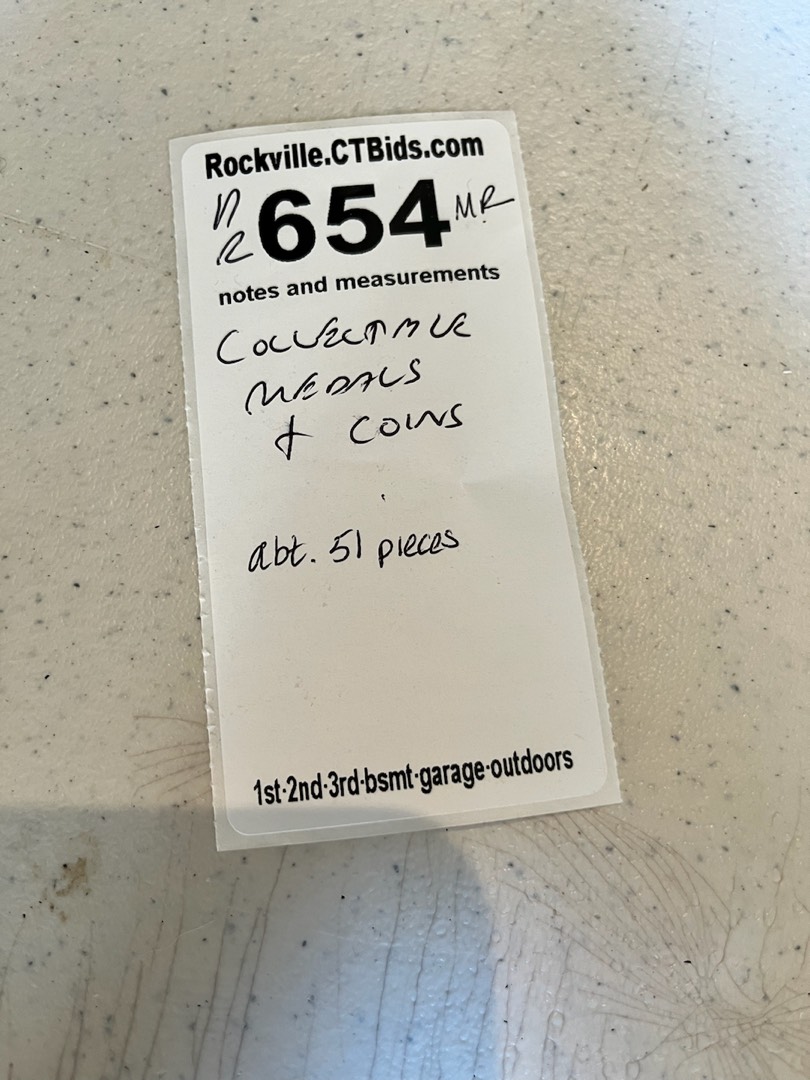 Rockville.CTBids.com
n
R 654 MR
notes and measurements
COLLECTIBLE
MEDALS
+ COINS
abt. 51 pieces
1st·2nd·3rd·bsmt·garage·outdoors